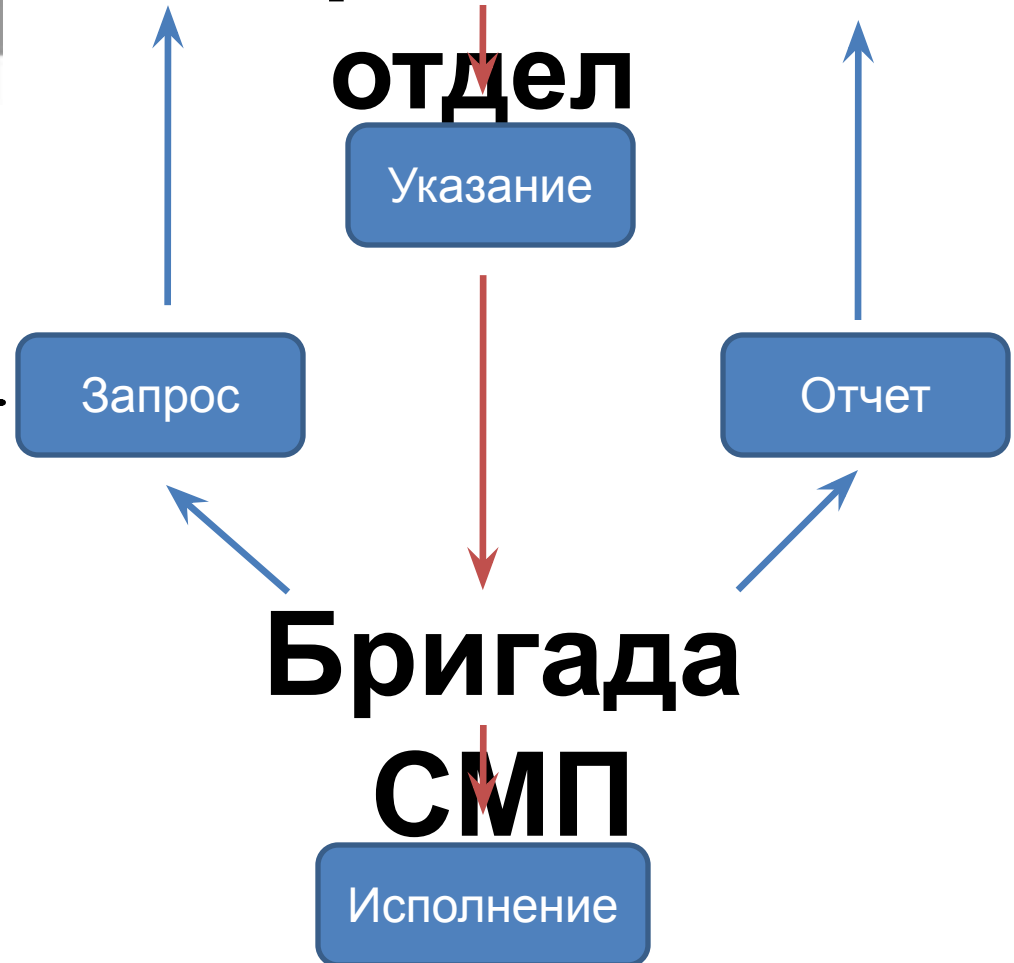 отдел
Указание
Запрос
Отчет
Бригада
СМП
Исполнение